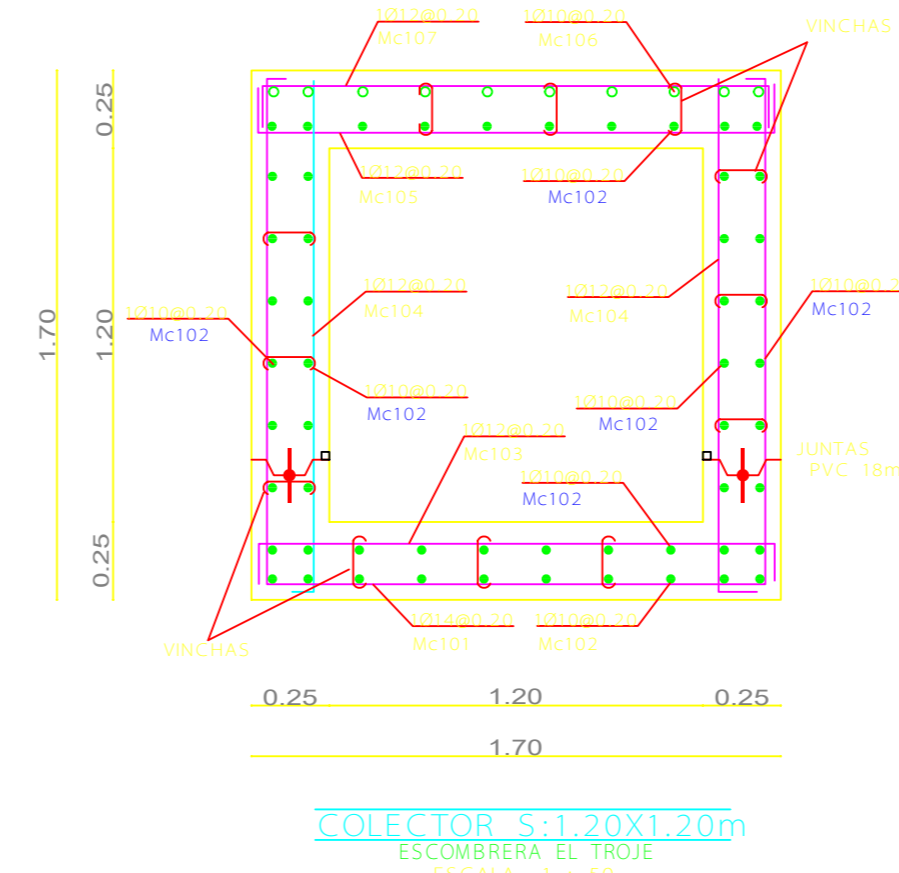 1Ø12@0.20
Mc107
1Ø10@0.20
Mc106
VINCHAS
0.25
1Ø12@0.20
Mc105
1Ø10@0.20
Mc102
1.70
1.20
1Ø10@0.20
Mc102
1Ø12@0.20
Mc104
1Ø12@0.20
Mc104
Mc102
1Ø10@0.20
Mc102
1Ø10@0.20
Mc102
1Ø12@0.20
Mc103
JUNTAS
PVC 18m
1Ø10@0.20
Mc102
0.25
1Ø14@0.20
Mc101
1Ø10@0.20
Mc102
VINCHAS
0.25
1.20
0.25
1.70
COLECTOR S:1.20X1.20m
ESCOMBRERA EL TROJE